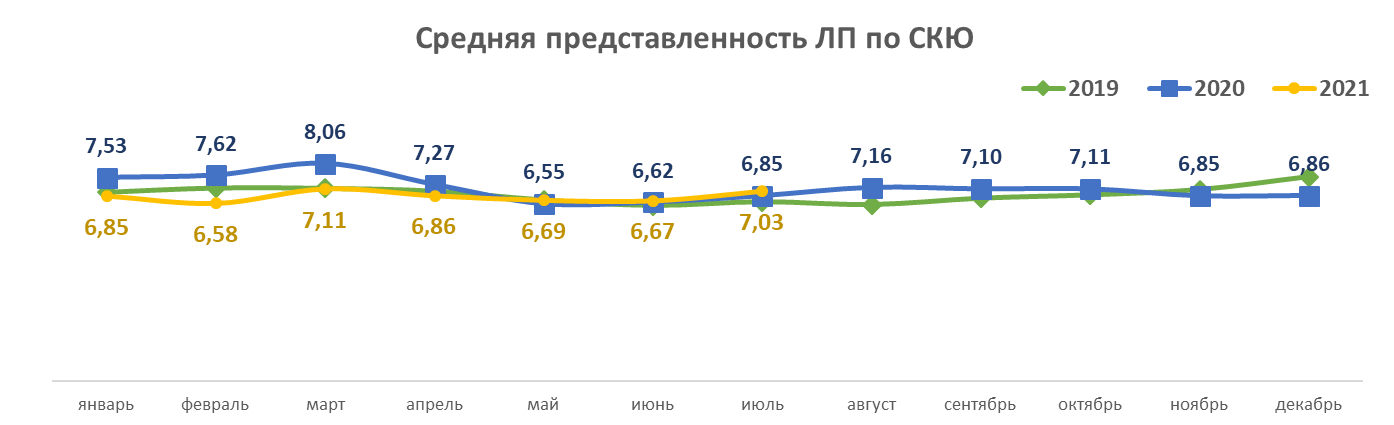 Средняя представленность ЛП по СКЮ
2019 2020 2021
7,53 7,62 8,06 7,27 6,55 6,62 6,85 7,16 7,10 7,11 6,85 6,86
6,85 6,58 7,11 6,86 6,69 6,67 7,03
январь февраль март апрель май июнь июль август сентябрь октябрь ноябрь декабрь